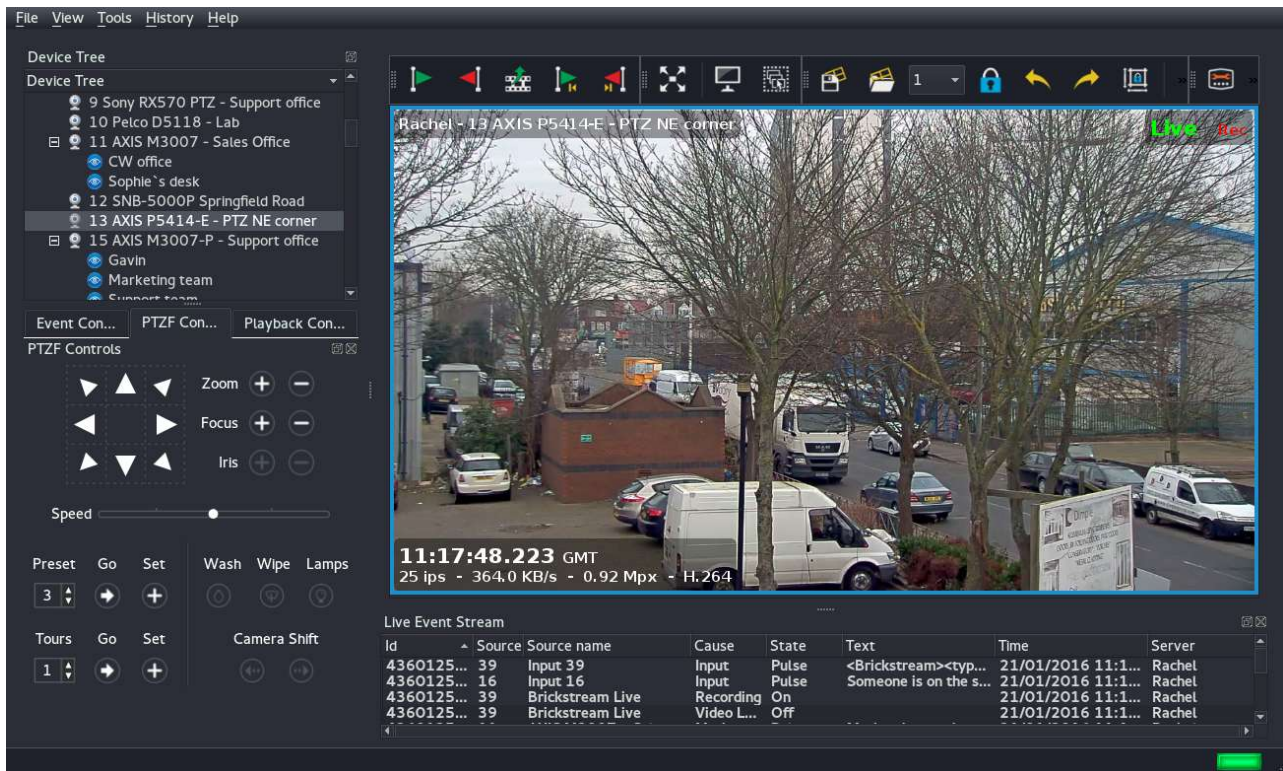 File View Tools History Help
Device Tree
Device Tree
9 Sony RX570 PTZ - Support office
10 Pelco D5118 - Lab
11 AXIS M3007 - Sales Office
CW office
Sophie`s desk
12 SNB-5000P Springfield Road
13 AXIS P5414-E - PTZ NE corner
15 AXIS M3007-P - Support office
Gavin
Marketing team
Support team
Event Con... PTZF Con... Playback Con...
PTZF Controls
Zoom
Focus
Iris
Speed
Preset Go Set Wash Wipe Lamps
3
Tours Go Set Camera Shift
1
1
Rachel - 13 AXIS P5414-E - PTZ NE corner
Live Rec
Dimple
11:17:48.223 GMT
25 ips - 364.0 KB/s - 0.92 Mpx - H.264
Live Event Stream
Id Source Source name Cause State Text Time Server
4360125... 39 Input 39 Input Pulse <Brickstream><typ... 21/01/2016 11:1... Rachel
4360125... 16 Input 16 Input Pulse Someone is on the s... 21/01/2016 11:1... Rachel
4360125... 39 Brickstream Live Recording On 21/01/2016 11:1... Rachel
4360125... 39 Brickstream Live Video L... Off 21/01/2016 11:1... Rachel